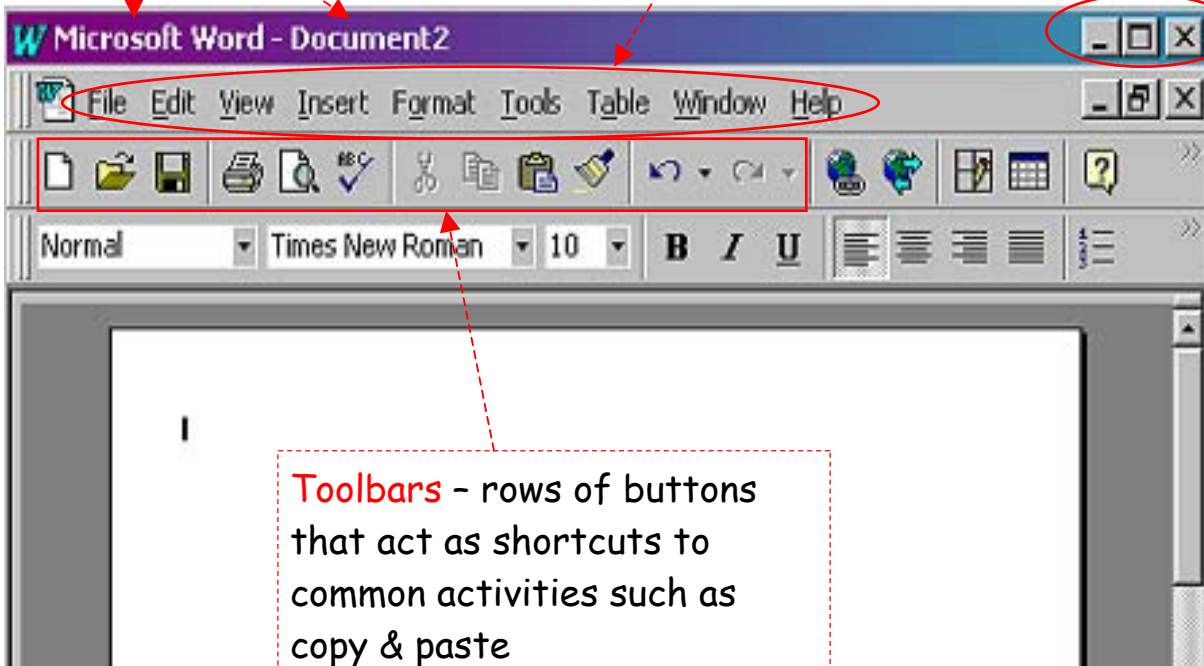 Microsoft Word - Document2
File Edit View Insert Format Tools Table Window Help
ABC
Normal Times New Roman 10 B I U
Toolbars – rows of buttons
that act as shortcuts to
common activities such as
copy & paste